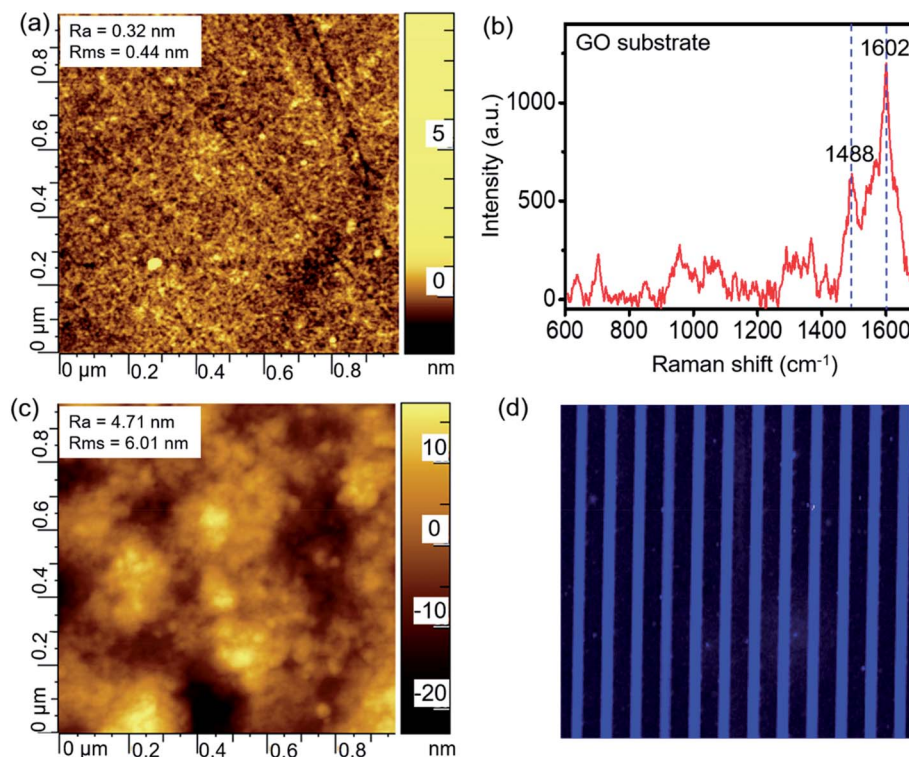 (a)
Ra = 0.32 nm
Rms = 0.44 nm
0 µm 0.2 0.4 0.6 0.8
0 µm 0.2 0.4 0.6 0.8
5
0
nm
(b)
GO substrate
1602
1488
Intensity (a.u.)
1000
500
0
600 800 1000 1200 1400 1600
Raman shift (cm⁻¹)
(c)
Ra = 4.71 nm
Rms = 6.01 nm
0 µm 0.2 0.4 0.6 0.8
0 µm 0.2 0.4 0.6 0.8
10
0
-10
-20
nm
(d)